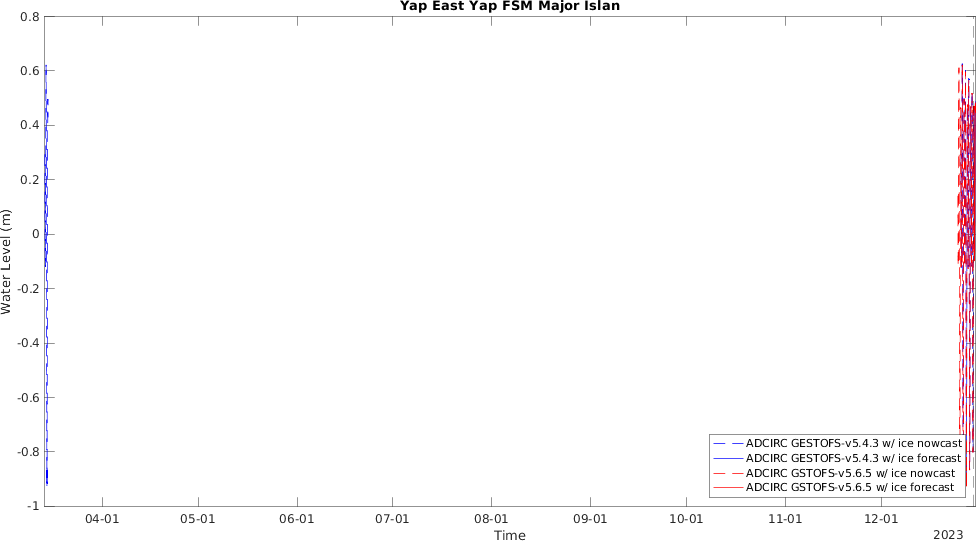 Yap East Yap FSM Major Islan
0.8
0.6
0.4
0.2
0
-0.2
-0.4
-0.6
-0.8
-1
Water Level (m)
ADCIRC GESTOFS-v5.4.3 w/ ice nowcast
ADCIRC GESTOFS-v5.4.3 w/ ice forecast
ADCIRC GSTOFS-v5.6.5 w/ ice nowcast
ADCIRC GSTOFS-v5.6.5 w/ ice forecast
04-01 05-01 06-01 07-01 08-01 09-01 10-01 11-01 12-01
Time
2023